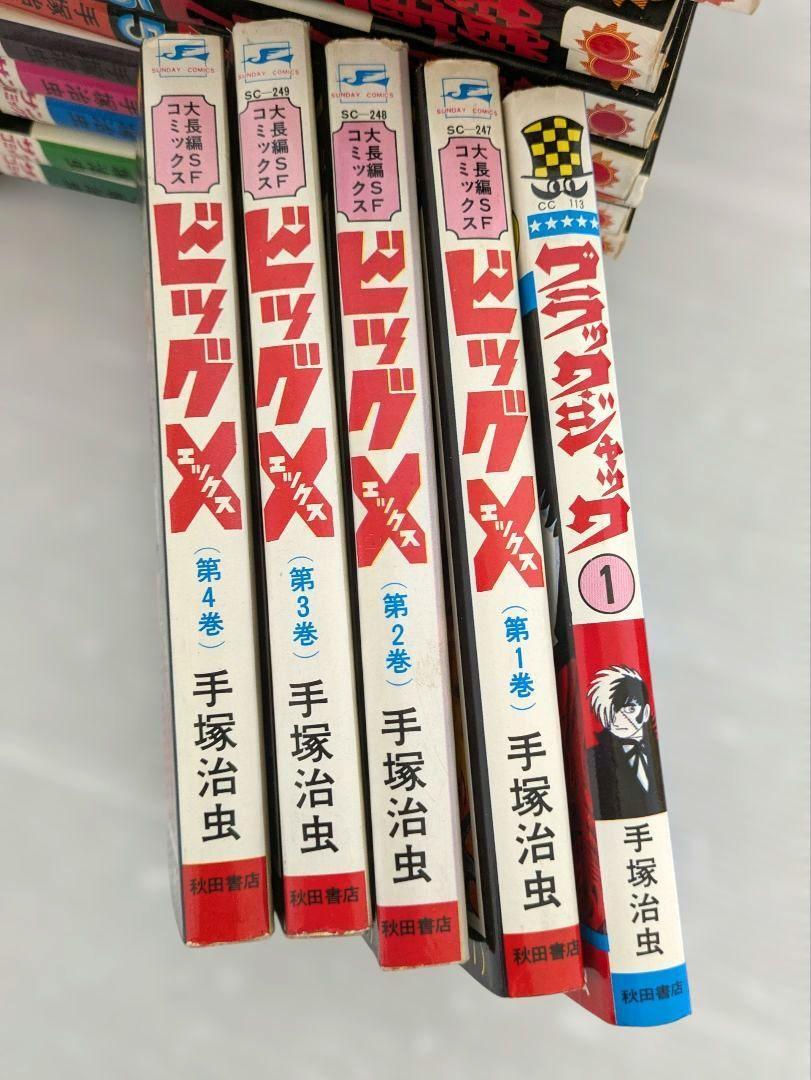 SUNDAY COMICS
大長編SF
コミックス
ビッグX
エックス
(第4巻)
手塚治虫
秋田書店
SUNDAY COMICS
SC-249
大長編SF
コミックス
ビッグX
エックス
(第3巻)
手塚治虫
秋田書店
SUNDAY COMICS
SC-248
大長編SF
コミックス
ビッグX
エックス
(第2巻)
手塚治虫
秋田書店
SUNDAY COMICS
SC-247
大長編SF
コミックス
ビッグX
エックス
(第1巻)
手塚治虫
秋田書店
CC 113
ブラック・ジャック
1
手塚治虫
秋田書店